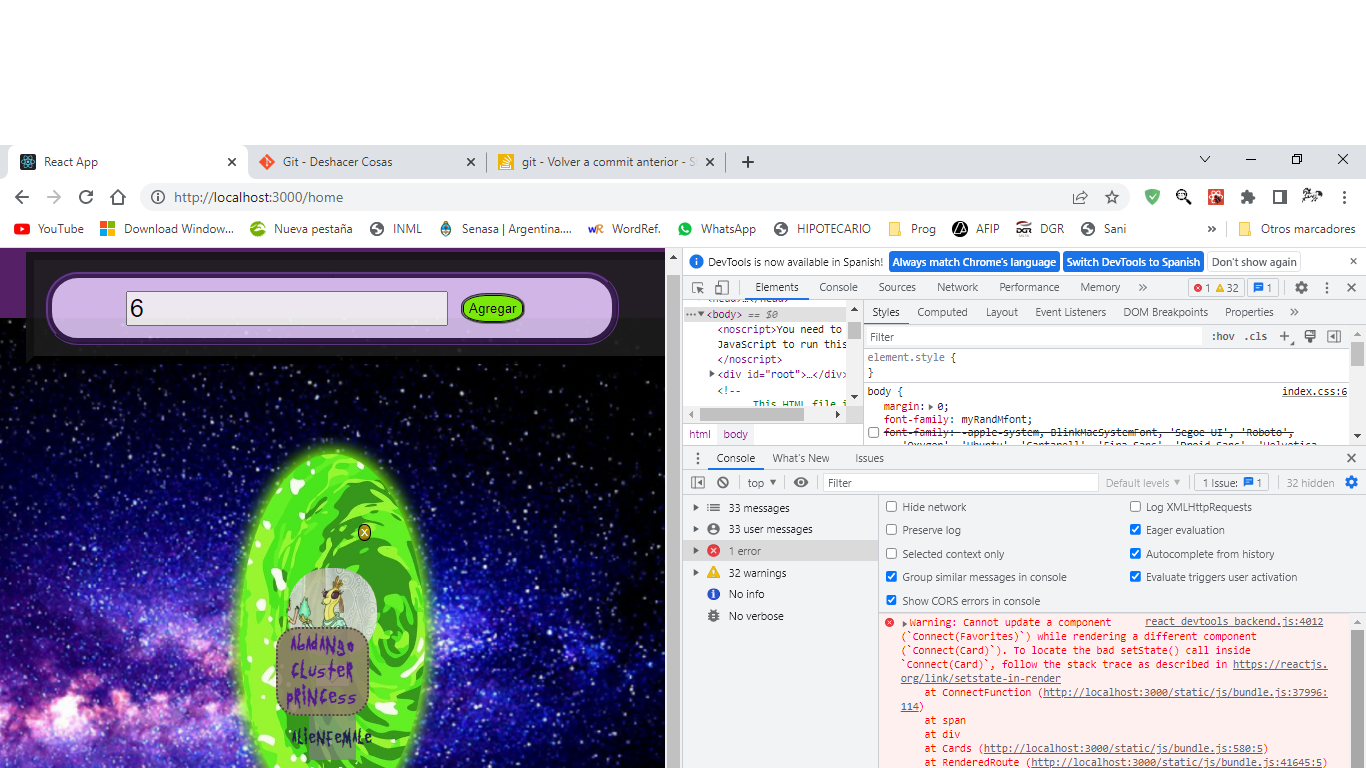 React App
Git - Deshacer Cosas
git - Volver a commit anterior - S
http://localhost:3000/home
YouTube
Download Window...
Nueva pestaña
INML
Senasa | Argentina....
WordRef.
WhatsApp
HIPOTECARIO
Prog
AFIP
DGR
Sani
»
Otros marcadores
6
Agregar
X
Abadango
Cluster
Princess
AlienFemale
DevTools is now available in Spanish!
Always match Chrome's language
Switch DevTools to Spanish
Don't show again
Elements
Console
Sources
Network
Performance
Memory
»
1
32
1
<body> == $0
<noscript>You need to
JavaScript to run this
</noscript>
<div id="root">…</div>
<!--
This HTML file i
html
body
Styles
Computed
Layout
Event Listeners
DOM Breakpoints
Properties
»
Filter
:hov
.cls
element.style {
}
body {
index.css:6
margin: 0;
font-family: myRandMfont;
font-family: -apple-system, BlinkMacSystemFont, 'Segoe UI', 'Roboto',
'Oxygen', 'Ubuntu', 'Cantarell', 'Fira Sans', 'Droid Sans', 'Helvetica
Console
What's New
Issues
top
Filter
Default levels
1 Issue: 1
32 hidden
33 messages
33 user messages
1 error
32 warnings
No info
No verbose
Hide network
Log XMLHttpRequests
Preserve log
Eager evaluation
Selected context only
Autocomplete from history
Group similar messages in console
Evaluate triggers user activation
Show CORS errors in console
Warning: Cannot update a component
react devtools backend.js:4012
(`Connect(Favorites)`) while rendering a different component
(`Connect(Card)`). To locate the bad setState() call inside
`Connect(Card)`, follow the stack trace as described in https://reactjs.
org/link/setstate-in-render
at ConnectFunction (http://localhost:3000/static/js/bundle.js:37996:
114)
at span
at div
at Cards (http://localhost:3000/static/js/bundle.js:580:5)
at RenderedRoute (http://localhost:3000/static/js/bundle.js:41645:5)